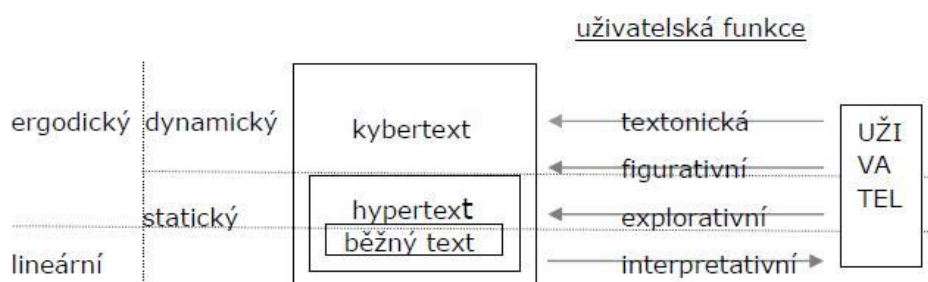 uživatelská funkce
ergodický dynamický kybertext textonická UŽI
figurativní VA
statický hypertext explorativní TEL
běžný text
lineární interpretativní